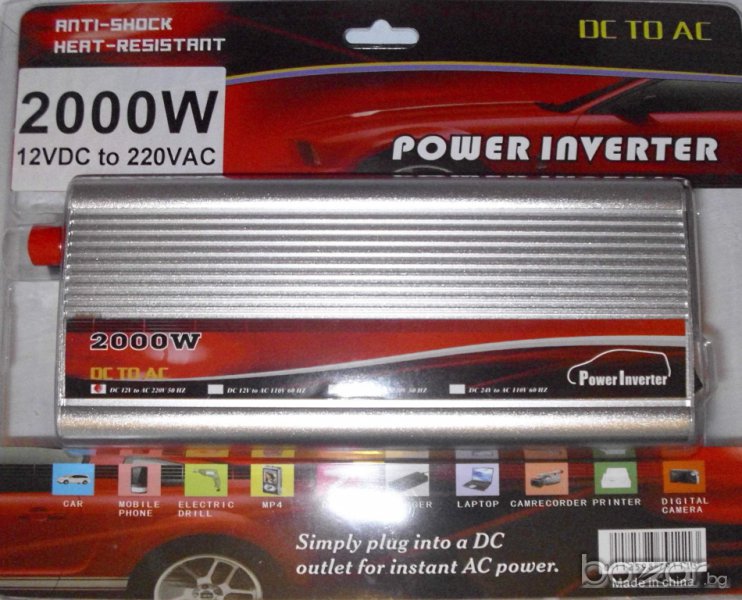 ANTI-SHOCK
HEAT-RESISTANT
DC TO AC
2000W
12VDC to 220VAC
POWER INVERTER
2000W
DC TO AC
DC 12V to AC 220V 50 HZ
DC 12V to AC 110V 60 HZ
20V 50 HZ
DC 24V to AC 110V 60 HZ
Power Inverter
CAR
MOBILE PHONE
ELECTRIC DRILL
MP4
LAPTOP
CAMRECORDER
PRINTER
DIGITAL CAMERA
Simply plug into a DC
outlet for instant AC power.
bazar.bg
Made in china